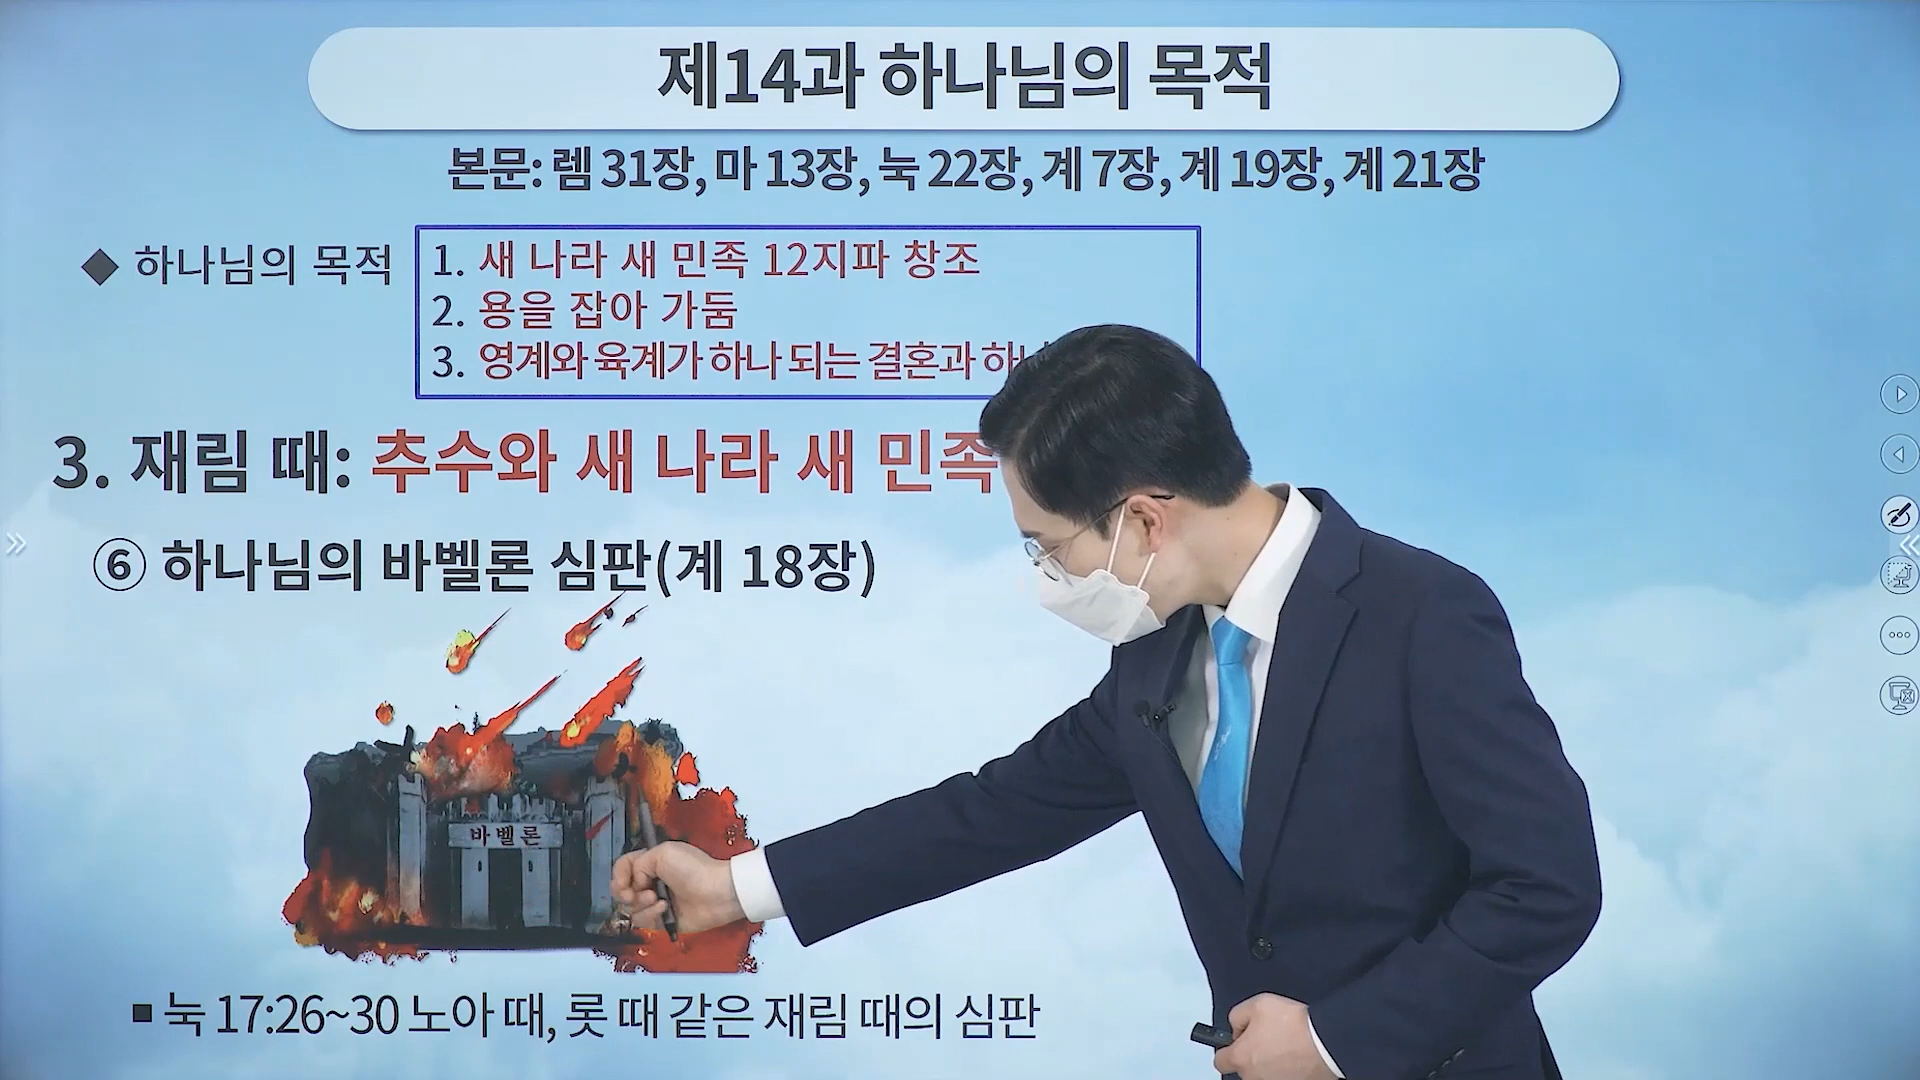 제14과 하나님의 목적
본문: 렘 31장, 마 13장, 눅 22장, 계 7장, 계 19장, 계 21장
◆ 하나님의 목적
1. 새 나라 새 민족 12지파 창조
2. 용을 잡아 가둠
3. 영계와 육계가 하나 되는 결혼과
3. 재림 때: 추수와 새 나라 새 민족
⑥ 하나님의 바벨론 심판(계 18장)
바벨론
■ 눅 17:26~30 노아 때, 롯 때 같은 재림 때의 심판